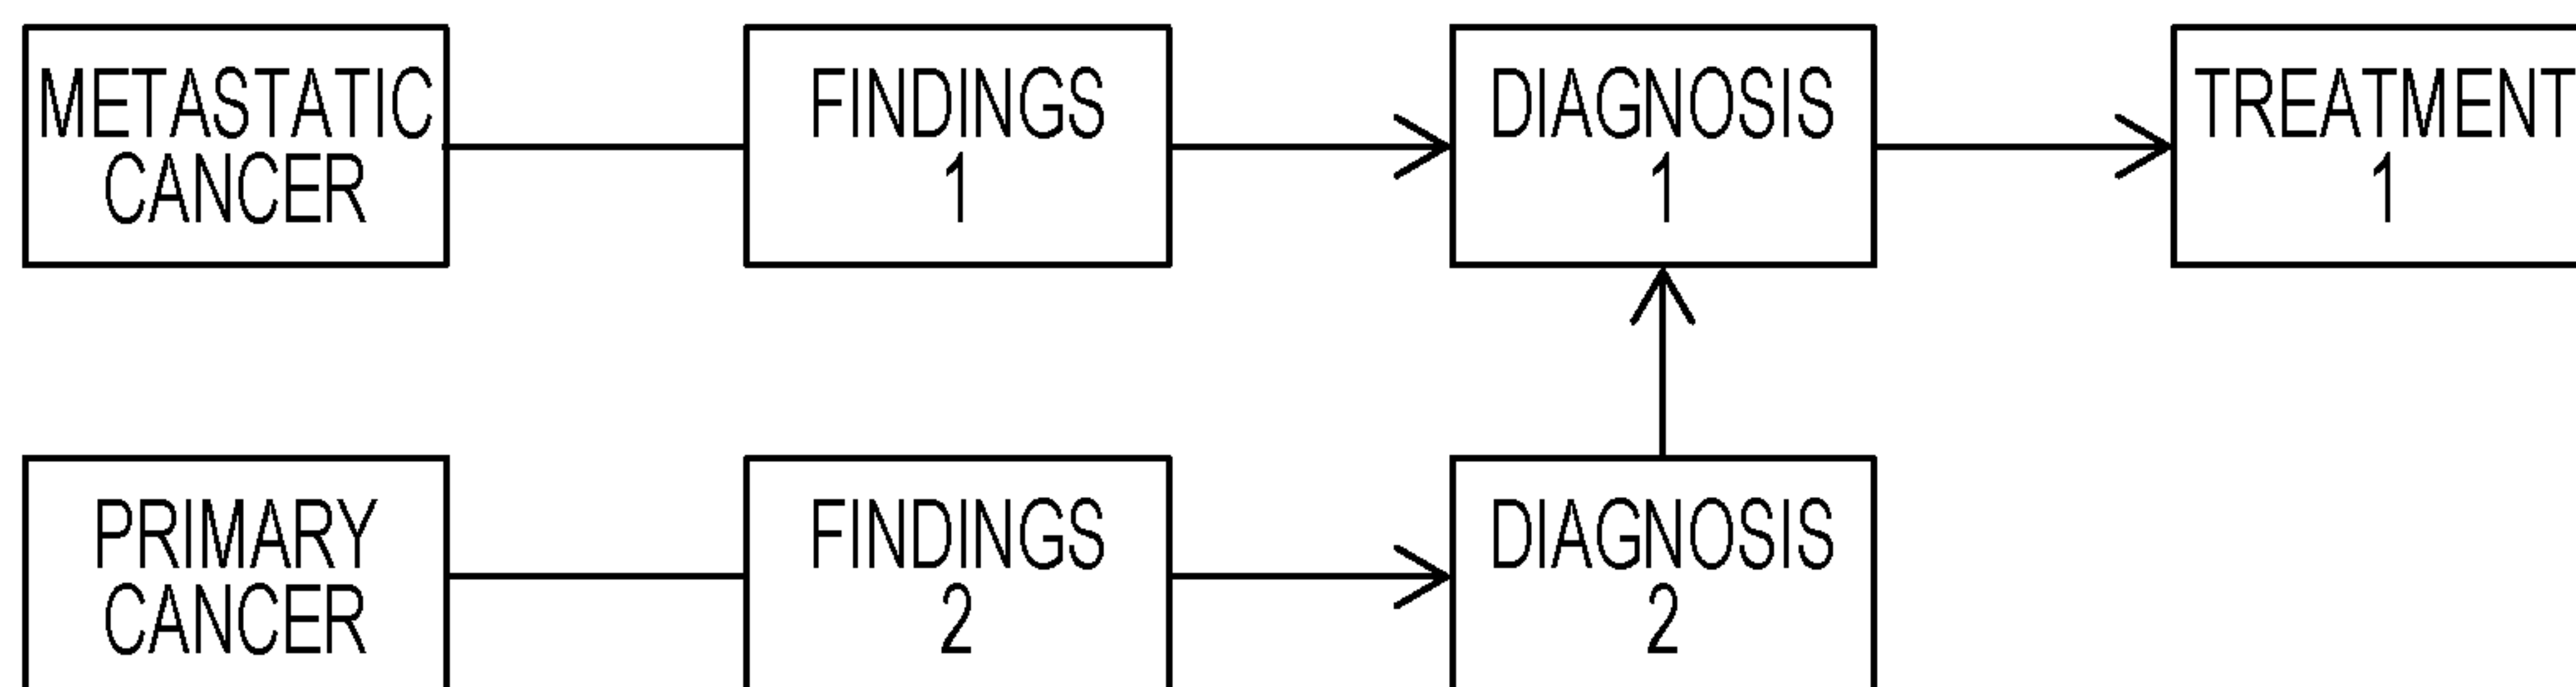 METASTATIC
CANCER
FINDINGS
1
DIAGNOSIS
1
TREATMENT
1
PRIMARY
CANCER
FINDINGS
2
DIAGNOSIS
2